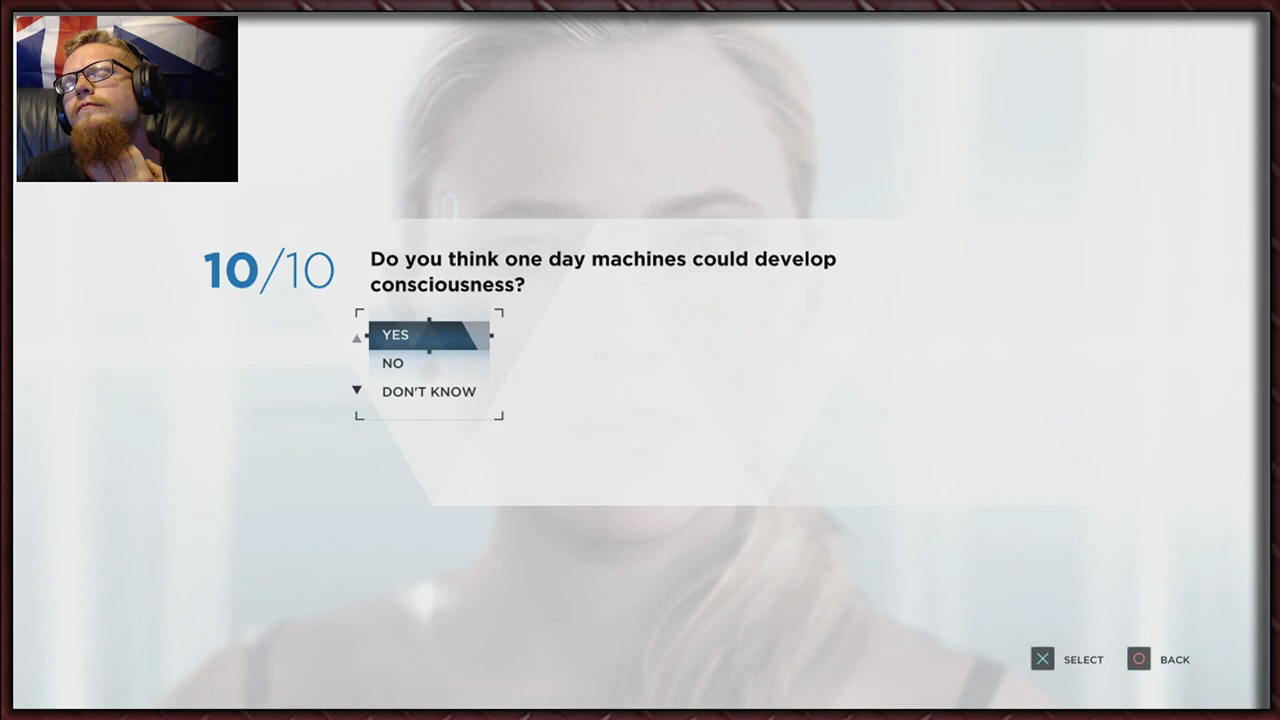 10/10
Do you think one day machines could develop
consciousness?
YES
NO
DON'T KNOW
SELECT
BACK